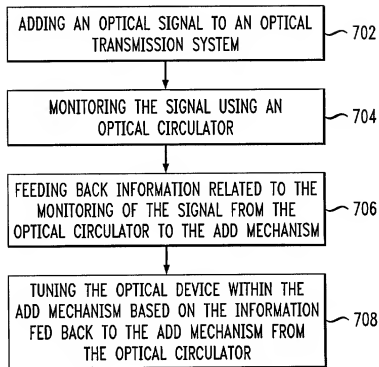 ADDING AN OPTICAL SIGNAL TO AN OPTICAL
TRANSMISSION SYSTEM
702
MONITORING THE SIGNAL USING AN
OPTICAL CIRCULATOR
704
FEEDING BACK INFORMATION RELATED TO THE
MONITORING OF THE SIGNAL FROM THE
OPTICAL CIRCULATOR TO THE ADD MECHANISM
706
TUNING THE OPTICAL DEVICE WITHIN THE
ADD MECHANISM BASED ON THE INFORMATION
FED BACK TO THE ADD MECHANISM FROM
THE OPTICAL CIRCULATOR
708